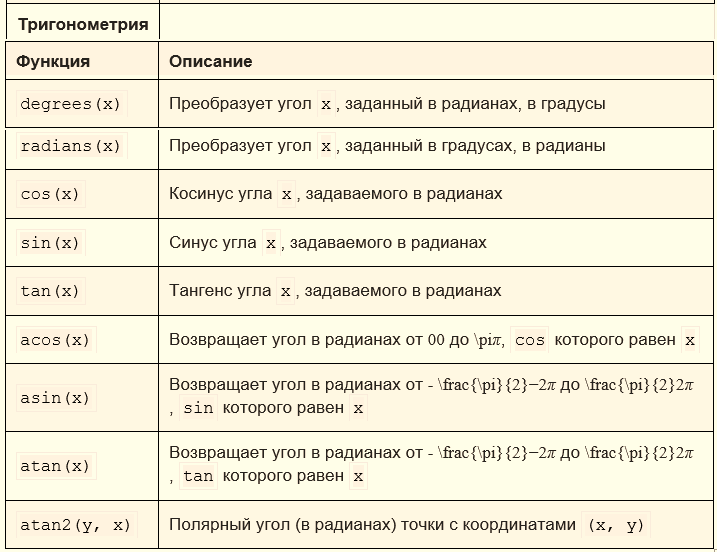 Тригонометрия
Функция Описание
degrees(x) Преобразует угол x , заданный в радианах, в градусы
radians(x) Преобразует угол x , заданный в градусах, в радианы
cos(x) Косинус угла x , задаваемого в радианах
sin(x) Синус угла x , задаваемого в радианах
tan(x) Тангенс угла x , задаваемого в радианах
acos(x) Возвращает угол в радианах от 00 до \piπ, cos которого равен x
asin(x) Возвращает угол в радианах от - \frac{\pi}{2}−2π до \frac{\pi}{2}2π
, sin которого равен x
atan(x) Возвращает угол в радианах от - \frac{\pi}{2}−2π до \frac{\pi}{2}2π
, tan которого равен x
atan2(y, x) Полярный угол (в радианах) точки с координатами (x, y)